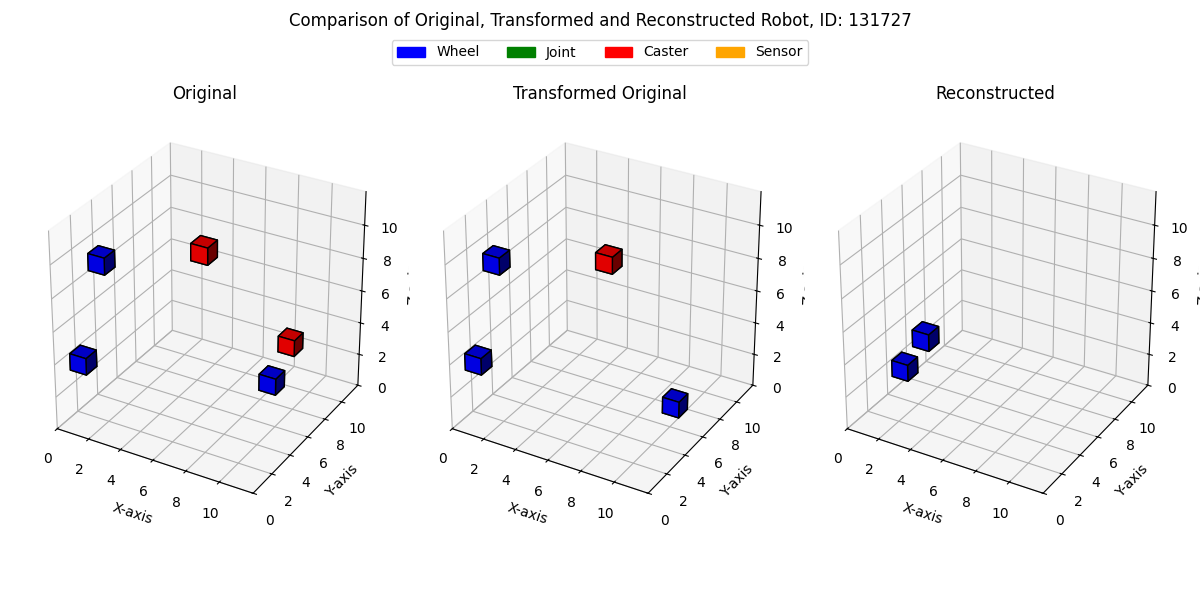 Comparison of Original, Transformed and Reconstructed Robot, ID: 131727
Wheel Joint Caster Sensor
Original Transformed Original Reconstructed
10 10 10
8 8 8
6 6 6
4 4 4
2 2 2
0 0 0
10 10 10
8 8 8
6 6 6
4 4 4
2 2 2
0 0 0
0 2 4 6 8 10 0 2 4 6 8 10 0 2 4 6 8 10
X-axis Y-axis X-axis Y-axis X-axis Y-axis